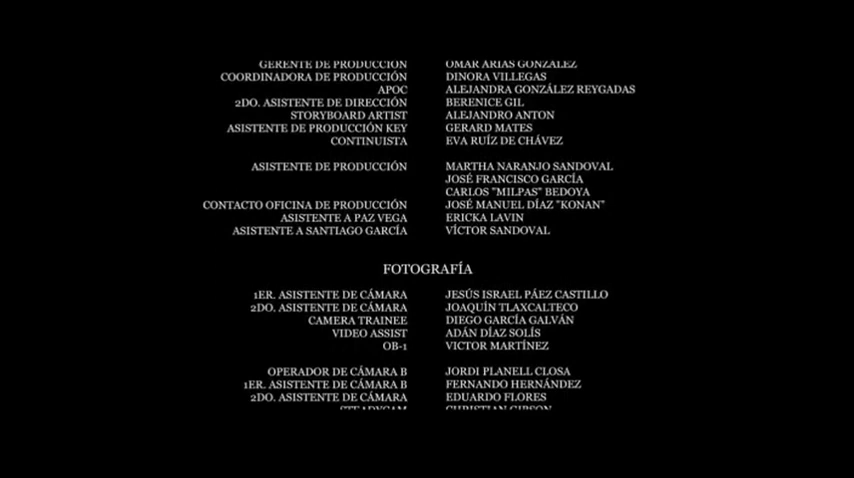 GERENTE DE PRODUCCIÓN OMAR ARIAS GONZÁLEZ
COORDINADORA DE PRODUCCIÓN DINORA VILLEGAS
APOC ALEJANDRA GONZÁLEZ REYGADAS
2DO. ASISTENTE DE DIRECCIÓN BERENICE GIL
STORYBOARD ARTIST ALEJANDRO ANTON
ASISTENTE DE PRODUCCIÓN KEY GERARD MATES
CONTINUISTA EVA RUÍZ DE CHÁVEZ
ASISTENTE DE PRODUCCIÓN MARTHA NARANJO SANDOVAL
JOSÉ FRANCISCO GARCÍA
CARLOS "MILPAS" BEDOYA
CONTACTO OFICINA DE PRODUCCIÓN JOSÉ MANUEL DÍAZ "KONAN"
ASISTENTE A PAZ VEGA ERICKA LAVIN
ASISTENTE A SANTIAGO GARCÍA VÍCTOR SANDOVAL
FOTOGRAFÍA
1ER. ASISTENTE DE CÁMARA JESÚS ISRAEL PÁEZ CASTILLO
2DO. ASISTENTE DE CÁMARA JOAQUÍN TLAXCALTECO
CAMERA TRAINEE DIEGO GARCÍA GALVÁN
VIDEO ASSIST ADÁN DÍAZ SOLÍS
OB-1 VICTOR MARTÍNEZ
OPERADOR DE CÁMARA B JORDI PLANELL CLOSA
1ER. ASISTENTE DE CÁMARA B FERNANDO HERNÁNDEZ
2DO. ASISTENTE DE CÁMARA EDUARDO FLORES
STEADYCAM CHRISTIAN GIBSON